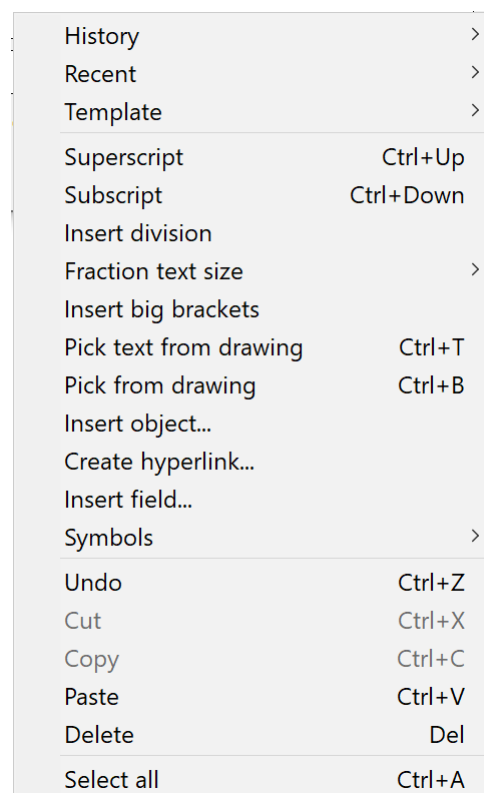 History
Recent
Template
Superscript Ctrl+Up
Subscript Ctrl+Down
Insert division
Fraction text size
Insert big brackets
Pick text from drawing Ctrl+T
Pick from drawing Ctrl+B
Insert object...
Create hyperlink...
Insert field...
Symbols
Undo Ctrl+Z
Cut Ctrl+X
Copy Ctrl+C
Paste Ctrl+V
Delete Del
Select all Ctrl+A